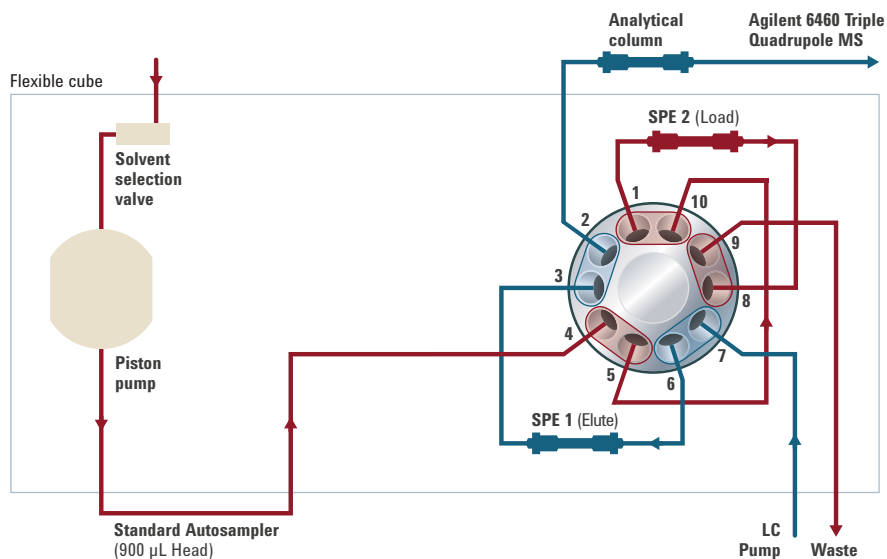 Analytical
column
Agilent 6460 Triple
Quadrupole MS
Flexible cube
SPE 2 (Load)
Solvent
selection
valve
1
10
2
9
3
8
4
7
5
6
Piston
pump
SPE 1 (Elute)
Standard Autosampler
(900 µL Head)
LC
Pump
Waste